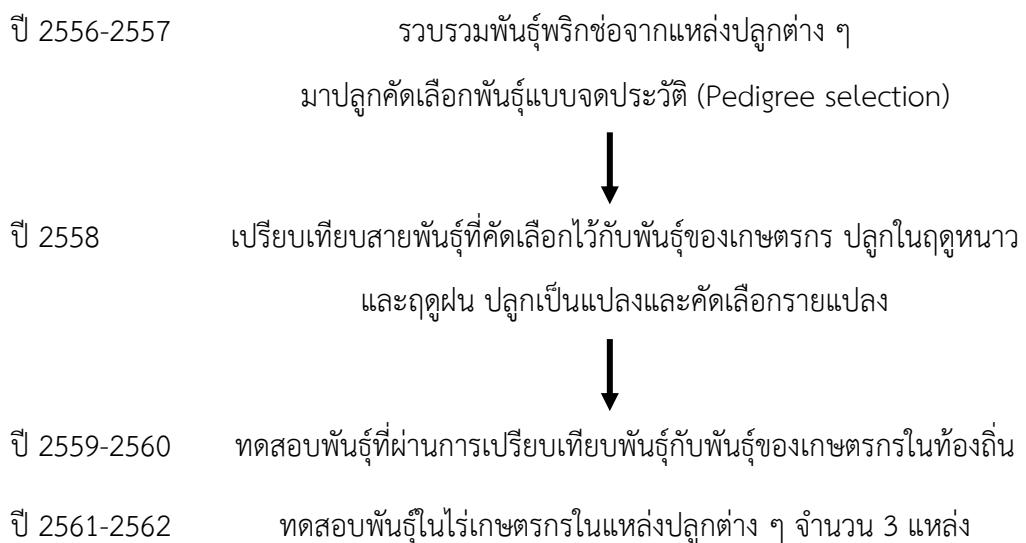 ปี 2556-2557 รวบรวมพันธุ์พริกช่อจากแหล่งปลูกต่าง ๆ
มาปลูกคัดเลือกพันธุ์แบบจดประวัติ (Pedigree selection)
ปี 2558 เปรียบเทียบสายพันธุ์ที่คัดเลือกไว้กับพันธุ์ของเกษตรกร ปลูกในฤดูหนาว
และฤดูฝน ปลูกเป็นแปลงและคัดเลือกรายแปลง
ปี 2559-2560 ทดสอบพันธุ์ที่ผ่านการเปรียบเทียบพันธุ์กับพันธุ์ของเกษตรกรในท้องถิ่น
ปี 2561-2562 ทดสอบพันธุ์ในไร่เกษตรกรในแหล่งปลูกต่าง ๆ จำนวน 3 แหล่ง